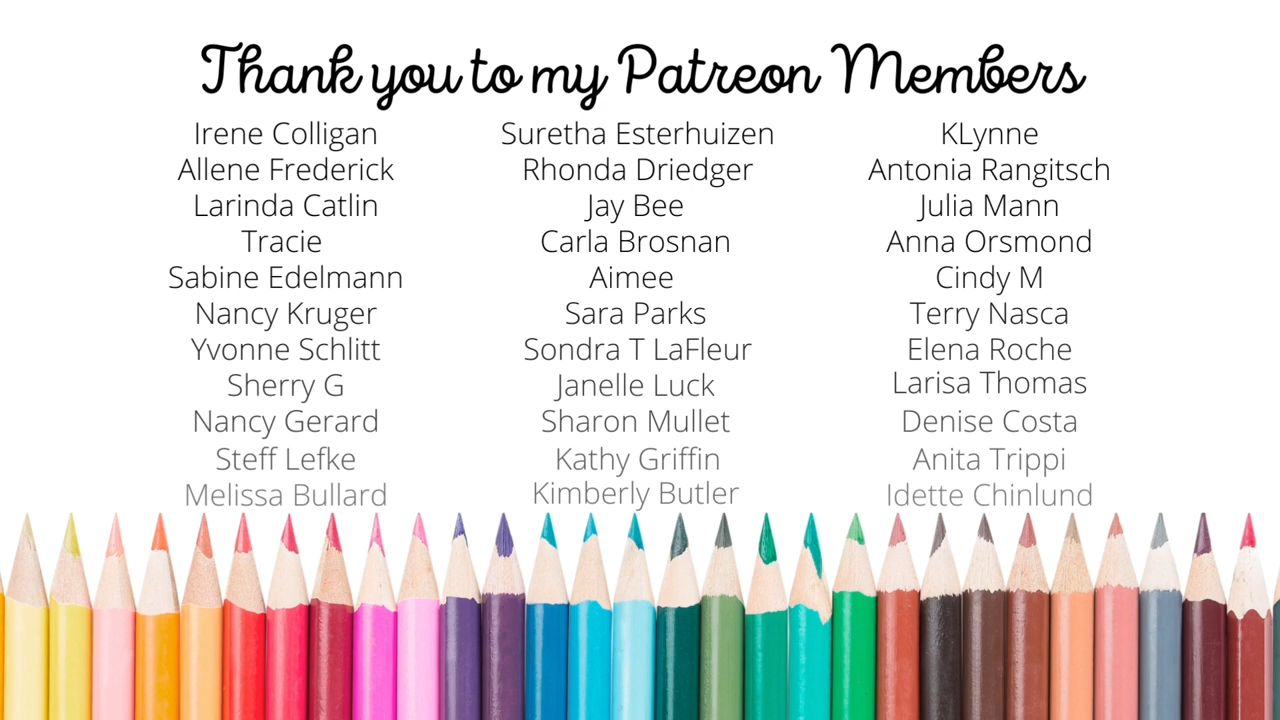 Thank you to my Patreon Members
Irene Colligan
Allene Frederick
Larinda Catlin
Tracie
Sabine Edelmann
Nancy Kruger
Yvonne Schlitt
Sherry G
Nancy Gerard
Steff Lefke
Melissa Bullard
Suretha Esterhuizen
Rhonda Driedger
Jay Bee
Carla Brosnan
Aimee
Sara Parks
Sondra T LaFleur
Janelle Luck
Sharon Mullet
Kathy Griffin
Kimberly Butler
KLynne
Antonia Rangitsch
Julia Mann
Anna Orsmond
Cindy M
Terry Nasca
Elena Roche
Larisa Thomas
Denise Costa
Anita Trippi
Idette Chinlund